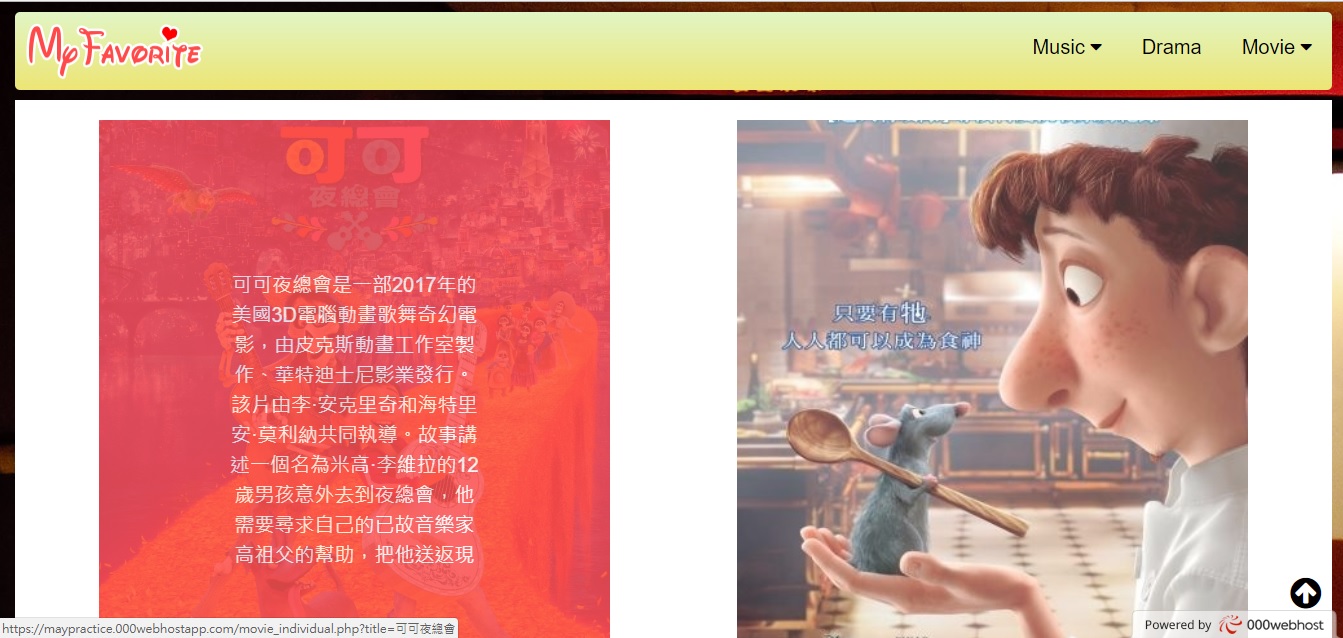 My Favorite
Music
Drama
Movie
可可
夜總會
可可夜總會是一部2017年的
美國3D電腦動畫歌舞奇幻電
影，由皮克斯動畫工作室製
作、華特迪士尼影業發行。
該片由李·安克里奇和海特里
安·莫利納共同執導。故事講
述一個名為米高·李維拉的12
歲男孩意外去到夜總會，他
需要尋求自己的已故音樂家
高祖父的幫助，把他送返現
只要有牠，
人人都可以成為食神
https://maypractice.000webhostapp.com/movie_individual.php?title=可可夜總會
Powered by 000webhost